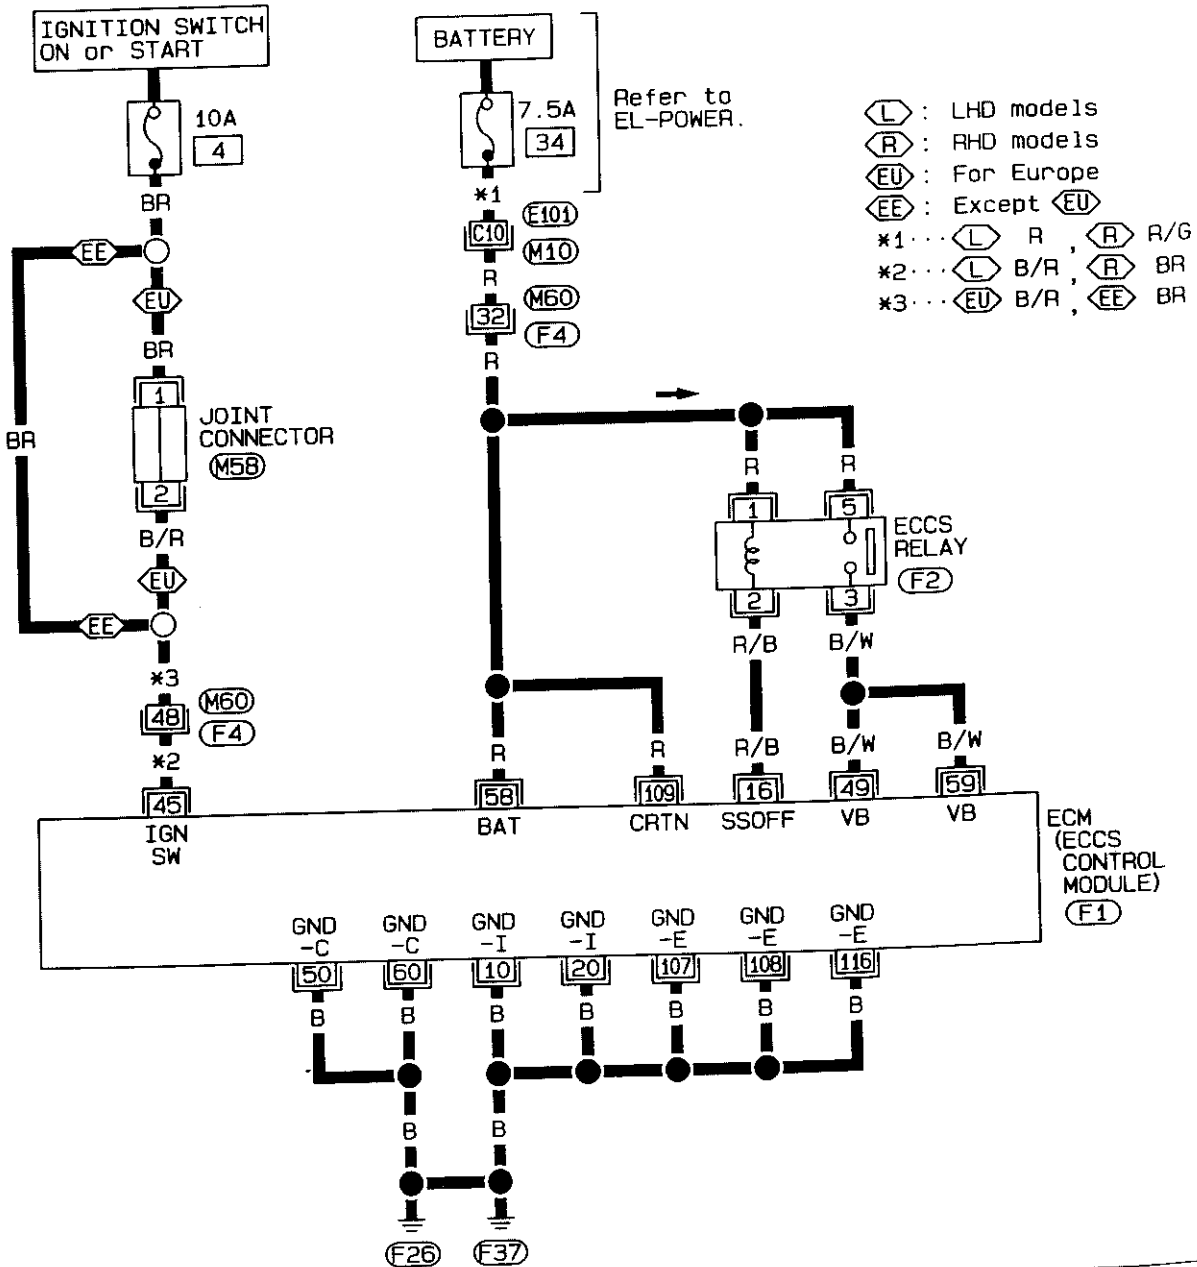 IGNITION SWITCH
ON or START
BATTERY
10A
4
7.5A
34
Refer to
EL-POWER.
L : LHD models
R : RHD models
EU : For Europe
EE : Except EU
*1··· L R , R R/G
*2··· L B/R , R BR
*3··· EU B/R , EE BR
BR
*1
E101
C10
M10
EE
R
EU
M60
32
F4
BR
R
1
JOINT
CONNECTOR
M58
BR
2
R
R
1
5
ECCS
RELAY
F2
B/R
EU
2
3
EE
R/B
B/W
*3
M60
48
F4
*2
R
R
R/B
B/W
B/W
45
58
109
16
49
59
IGN
SW
BAT
CRTN
SSOFF
VB
VB
ECM
(ECCS
CONTROL
MODULE)
F1
GND
-C
GND
-C
GND
-I
GND
-I
GND
-E
GND
-E
GND
-E
50
60
10
20
107
108
116
B
B
B
B
B
B
B
B
B
F26
F37